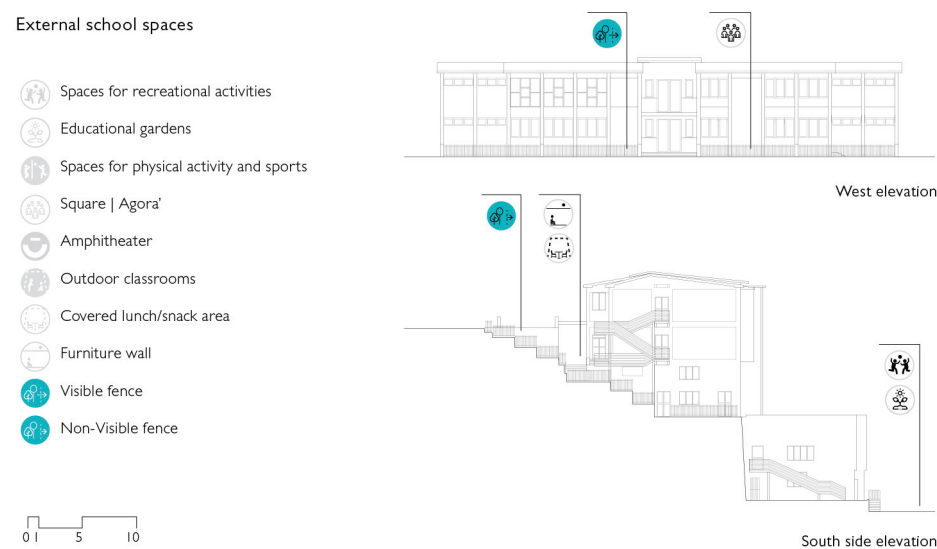 External school spaces
Spaces for recreational activities
Educational gardens
Spaces for physical activity and sports
Square | Agora'
Amphitheater
Outdoor classrooms
Covered lunch/snack area
Furniture wall
Visible fence
Non-Visible fence
0 1 5 10
West elevation
South side elevation